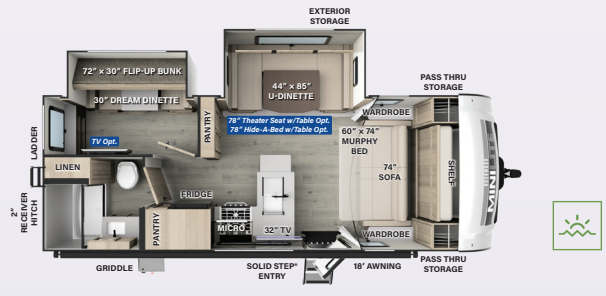 EXTERIOR
STORAGE
72" x 30" FLIP-UP BUNK
30" DREAM DINETTE
TV Opt.
PANTRY
44" x 85"
U-DINETTE
78" Theater Seat w/Table Opt.
78" Hide-A-Bed w/Table Opt.
PASS THRU
STORAGE
WARDROBE
60" x 74"
MURPHY
BED
74"
SOFA
SHELF
MINI
LADDER
LINEN
2"
RECEIVER
HITCH
FRIDGE
PANTRY
MICRO
32" TV
WARDROBE
GRIDDLE
SOLID STEP®
ENTRY
18' AWNING
PASS THRU
STORAGE